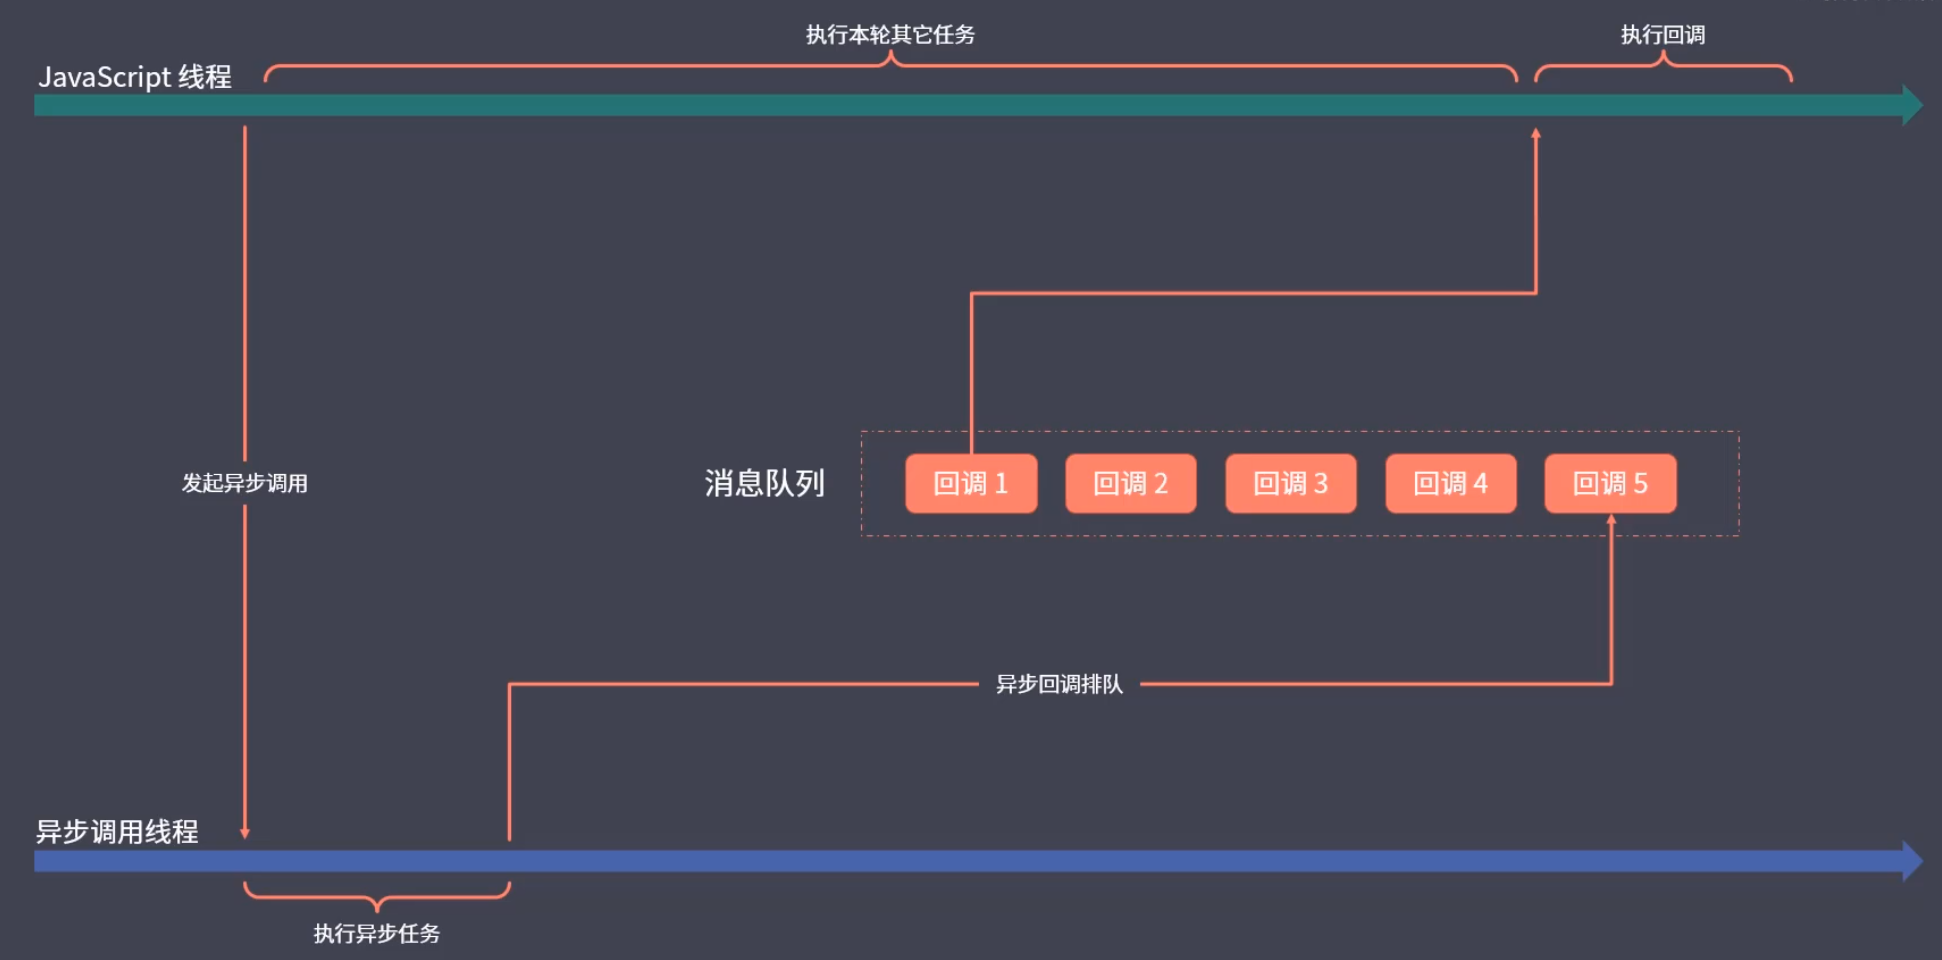 执行本轮其它任务
执行回调
JavaScript 线程
发起异步调用
消息队列
回调 1
回调 2
回调 3
回调 4
回调 5
异步回调排队
异步调用线程
执行异步任务